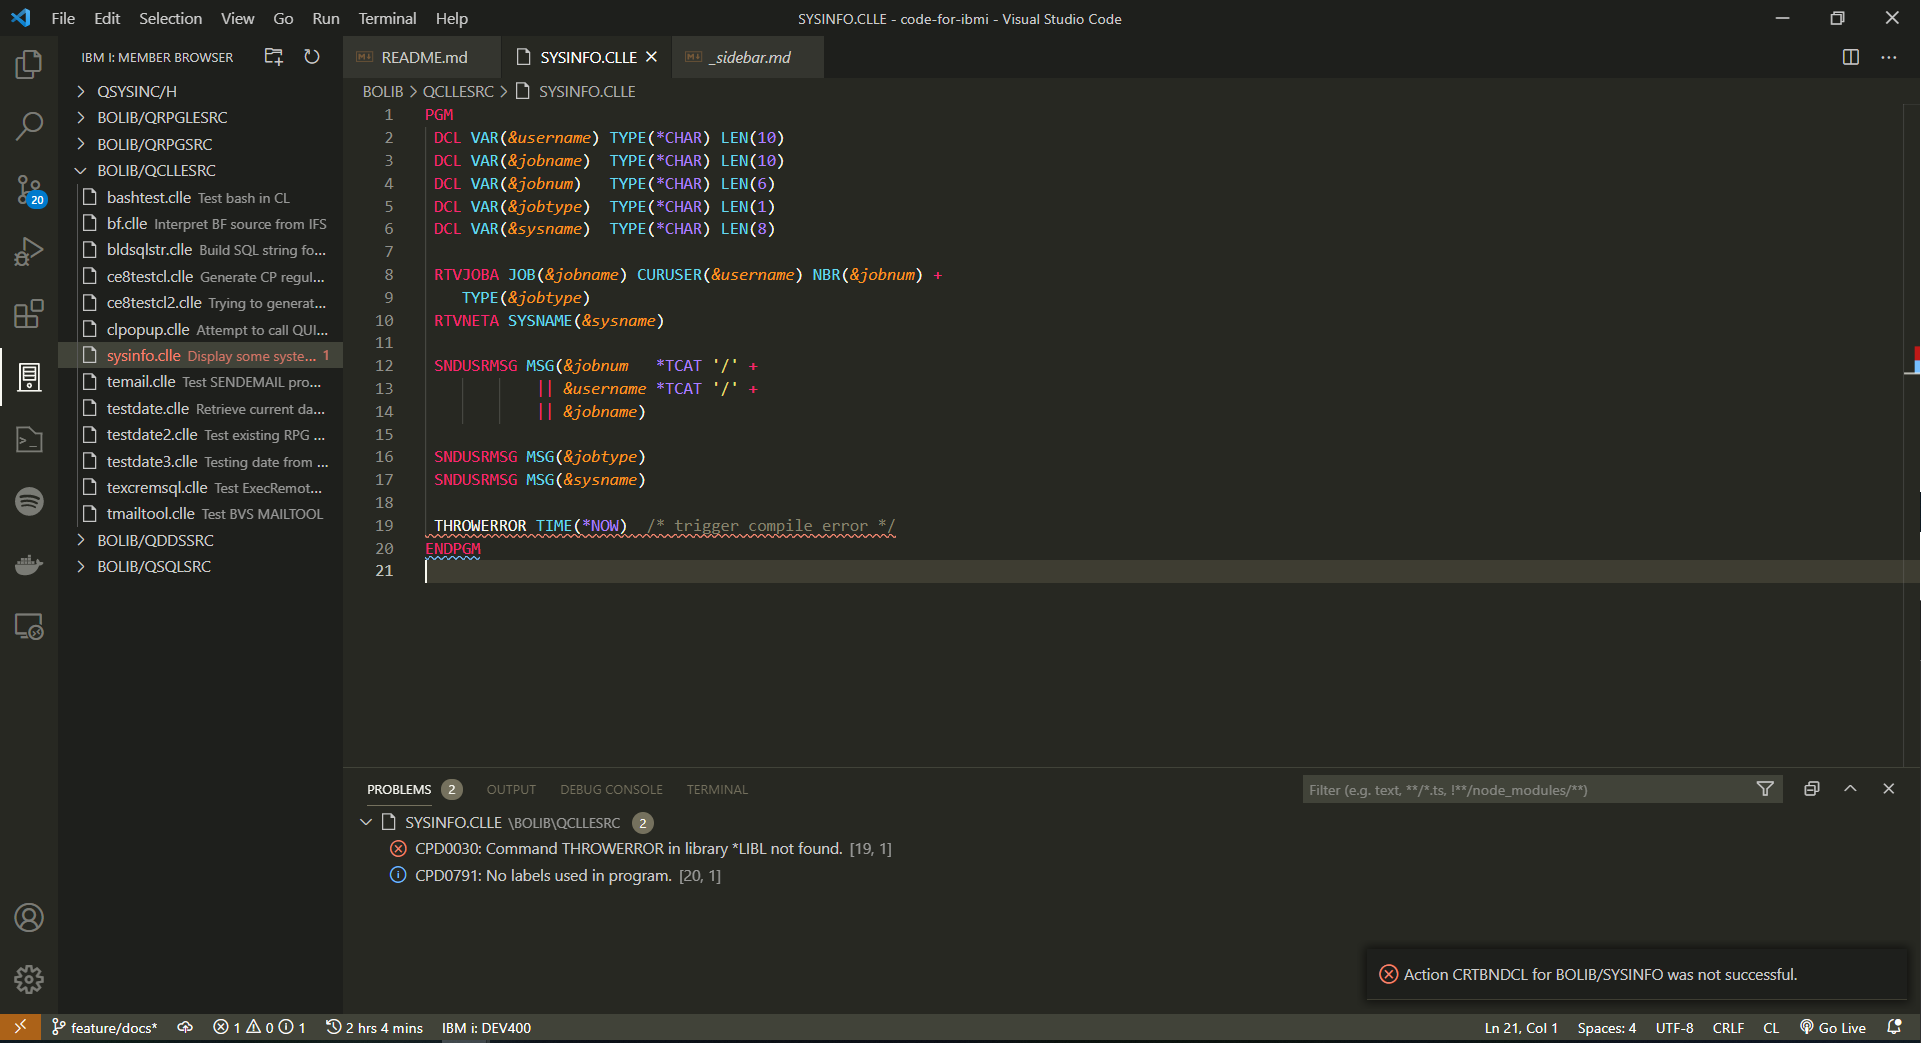 File Edit Selection View Go Run Terminal Help
SYSINFO.CLLE - code-for-ibmi - Visual Studio Code
IBM I: MEMBER BROWSER
QSYSINC/H
BOLIB/QRPGLESRC
BOLIB/QRPGSRC
BOLIB/QCLLESRC
bashtest.clle Test bash in CL
bf.clle Interpret BF source from IFS
bldsqlstr.clle Build SQL string fo...
ce8testcl.clle Generate CP regul...
ce8testcl2.clle Trying to generat...
clpopup.clle Attempt to call QUI...
sysinfo.clle Display some syste... 1
temail.clle Test SENDEMAIL pro...
testdate.clle Retrieve current da...
testdate2.clle Test existing RPG ...
testdate3.clle Testing date from ...
texcremsql.clle Test ExecRemot...
tmailtool.clle Test BVS MAILTOOL
BOLIB/QDDSSRC
BOLIB/QSQLSRC
20
README.md SYSINFO.CLLE _sidebar.md
BOLIB > QCLLESRC > SYSINFO.CLLE
1 PGM
2 DCL VAR(&username) TYPE(*CHAR) LEN(10)
3 DCL VAR(&jobname)  TYPE(*CHAR) LEN(10)
4 DCL VAR(&jobnum)   TYPE(*CHAR) LEN(6)
5 DCL VAR(&jobtype)  TYPE(*CHAR) LEN(1)
6 DCL VAR(&sysname)  TYPE(*CHAR) LEN(8)
7
8 RTVJOBA JOB(&jobname) CURUSER(&username) NBR(&jobnum) +
9 TYPE(&jobtype)
10 RTVNETA SYSNAME(&sysname)
11
12 SNDUSRMSG MSG(&jobnum   *TCAT '/' +
13 || &username *TCAT '/' +
14 || &jobname)
15
16 SNDUSRMSG MSG(&jobtype)
17 SNDUSRMSG MSG(&sysname)
18
19 THROWERROR TIME(*NOW)  /* trigger compile error */
20 ENDPGM
21
PROBLEMS 2 OUTPUT DEBUG CONSOLE TERMINAL
Filter (e.g. text, **/*.ts, !**/node_modules/**)
SYSINFO.CLLE \BOLIB\QCLLESRC 2
CPD0030: Command THROWERROR in library *LIBL not found. [19, 1]
CPD0791: No labels used in program. [20, 1]
Action CRTBNDCL for BOLIB/SYSINFO was not successful.
feature/docs* 1 0 1 2 hrs 4 mins IBM i: DEV400
Ln 21, Col 1 Spaces: 4 UTF-8 CRLF CL Go Live